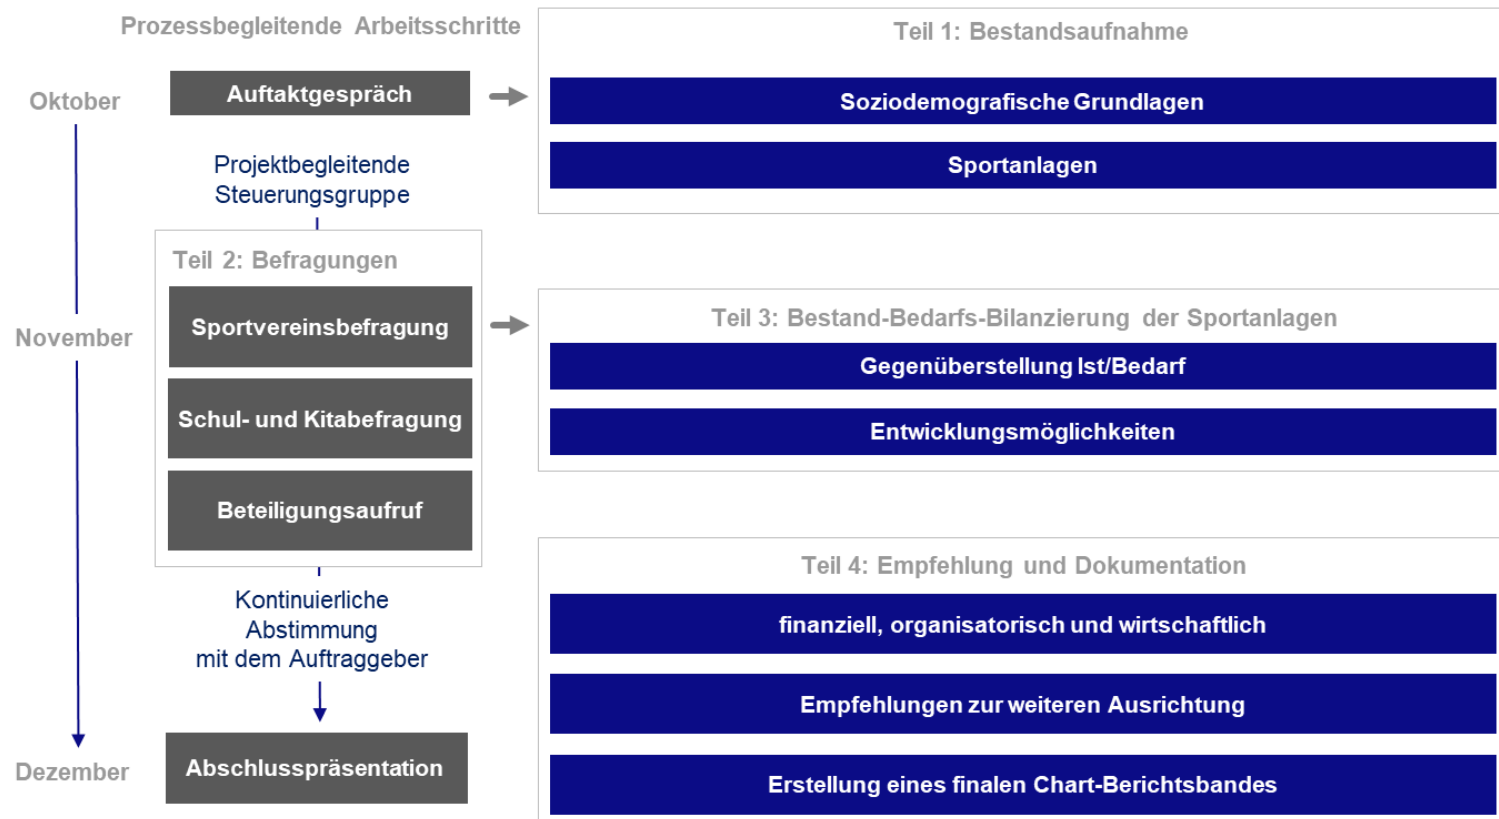 Prozessbegleitende Arbeitsschritte
Oktober
Auftaktgespräch
Projektbegleitende
Steuerungsgruppe
Teil 2: Befragungen
November
Sportvereinsbefragung
Schul- und Kitabefragung
Beteiligungsaufruf
Kontinuierliche
Abstimmung
mit dem Auftraggeber
Dezember
Abschlusspräsentation
Teil 1: Bestandsaufnahme
Soziodemografische Grundlagen
Sportanlagen
Teil 3: Bestand-Bedarfs-Bilanzierung der Sportanlagen
Gegenüberstellung Ist/Bedarf
Entwicklungsmöglichkeiten
Teil 4: Empfehlung und Dokumentation
finanziell, organisatorisch und wirtschaftlich
Empfehlungen zur weiteren Ausrichtung
Erstellung eines finalen Chart-Berichtsbandes